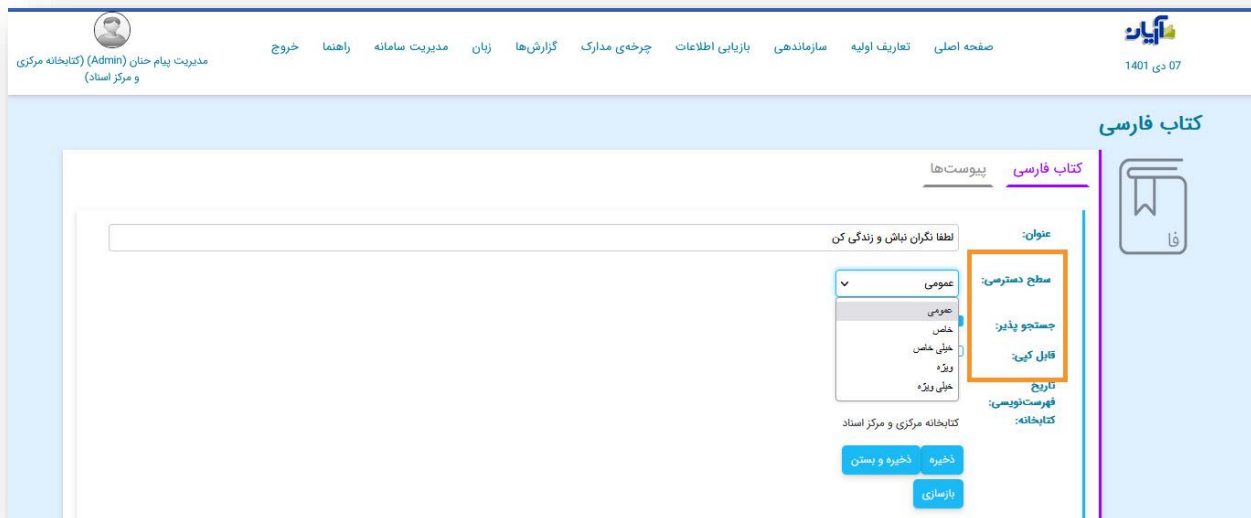 آپان
07 دی 1401
صفحه اصلی تعاریف اولیه سازماندهی بازیابی اطلاعات چرخه‌ی مدارک گزارش‌ها زبان مدیریت سامانه راهنما خروج
مدیریت پیام حنان (Admin) (کتابخانه مرکزی
و مرکز اسناد)
کتاب فارسی
فا
کتاب فارسی پیوست‌ها
عنوان: لطفا نگران نباش و زندگی کن
سطح دسترسی: عمومی
عمومی
خاص
خیلی خاص
ویژه
خیلی ویژه
جستجو پذیر:
قابل کپی:
تاریخ
فهرست‌نویسی:
کتابخانه: کتابخانه مرکزی و مرکز اسناد
ذخیره ذخیره و بستن
بازسازی